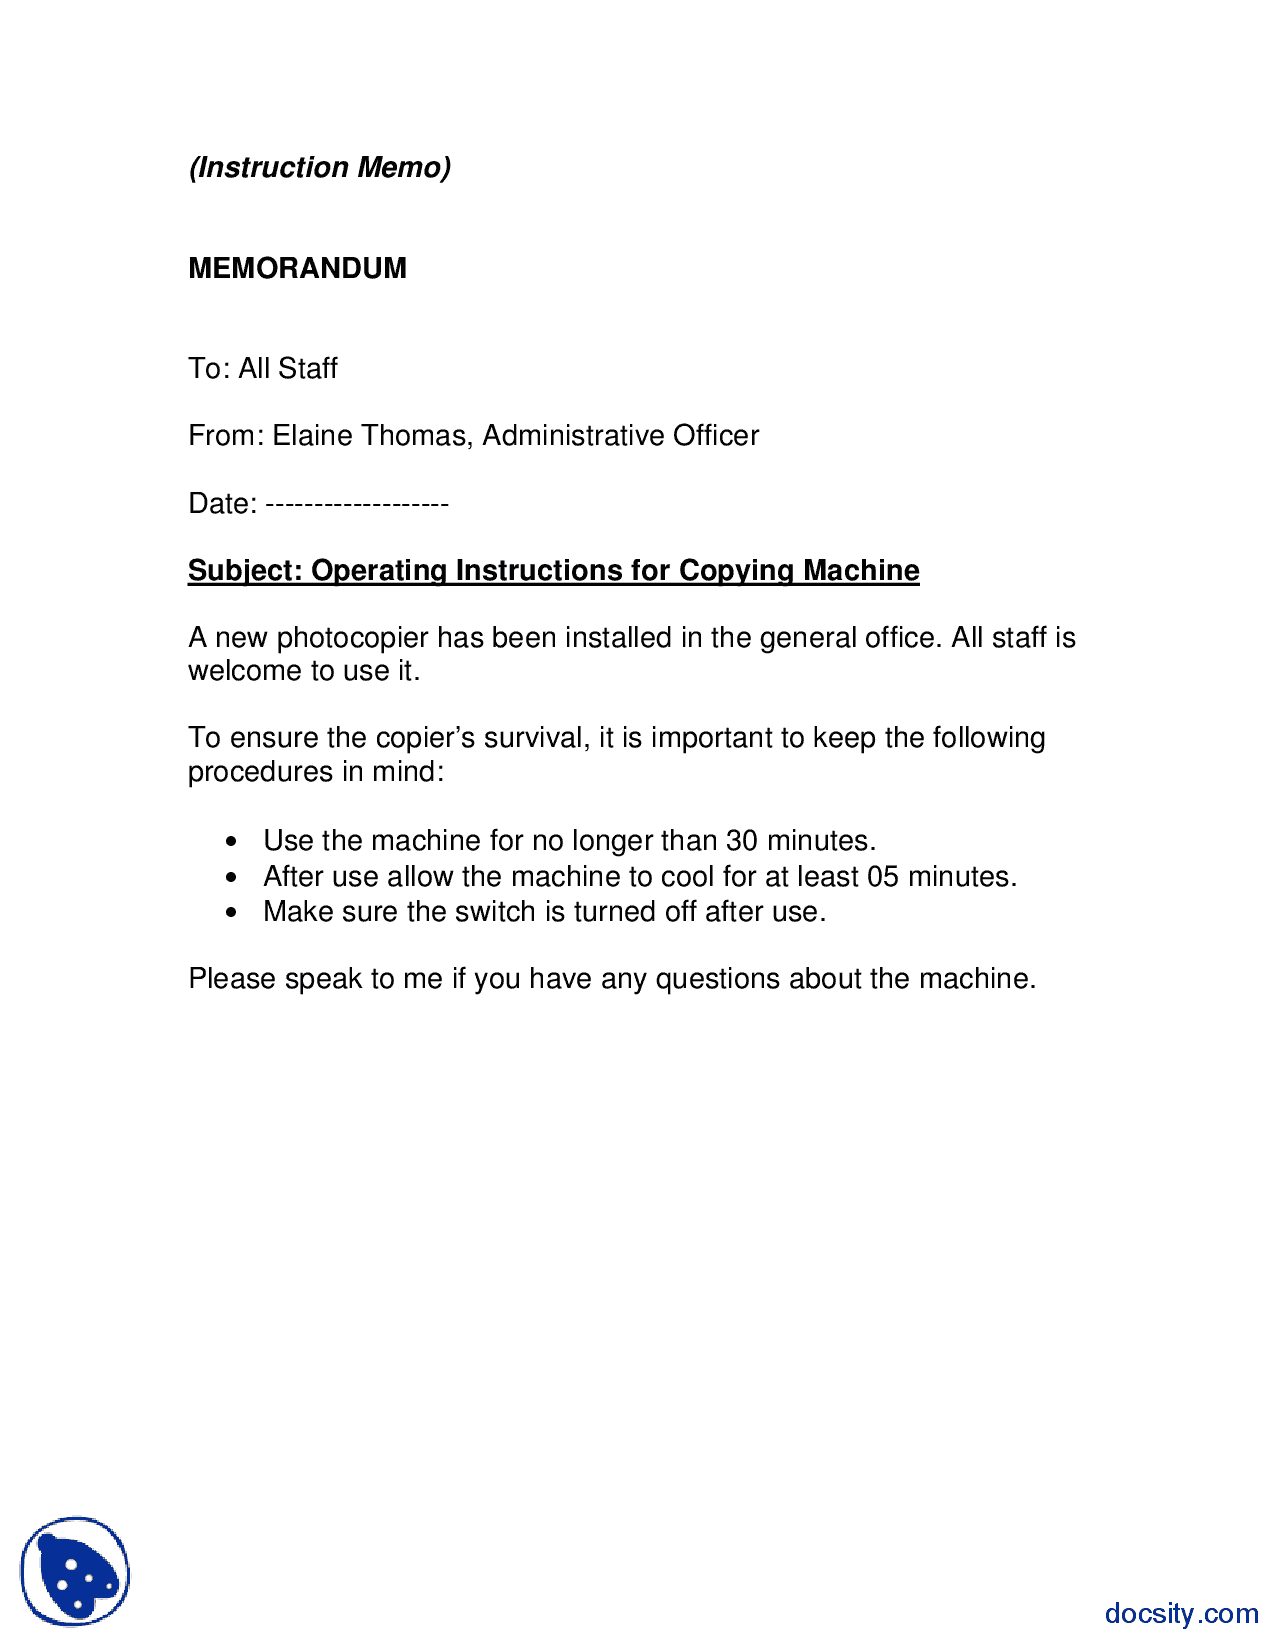 (Instruction Memo)
MEMORANDUM
To: All Staff
From: Elaine Thomas, Administrative Officer
Date: -------------------
Subject: Operating Instructions for Copying Machine
A new photocopier has been installed in the general office. All staff is
welcome to use it.
To ensure the copier’s survival, it is important to keep the following
procedures in mind:
• Use the machine for no longer than 30 minutes.
• After use allow the machine to cool for at least 05 minutes.
• Make sure the switch is turned off after use.
Please speak to me if you have any questions about the machine.
docsity.com